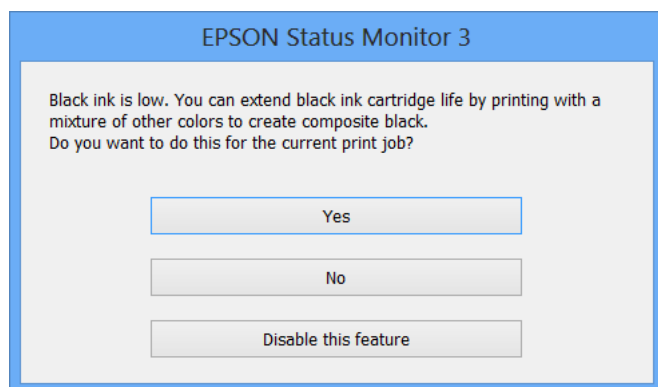 EPSON Status Monitor 3
Black ink is low. You can extend black ink cartridge life by printing with a
mixture of other colors to create composite black.
Do you want to do this for the current print job?
Yes
No
Disable this feature